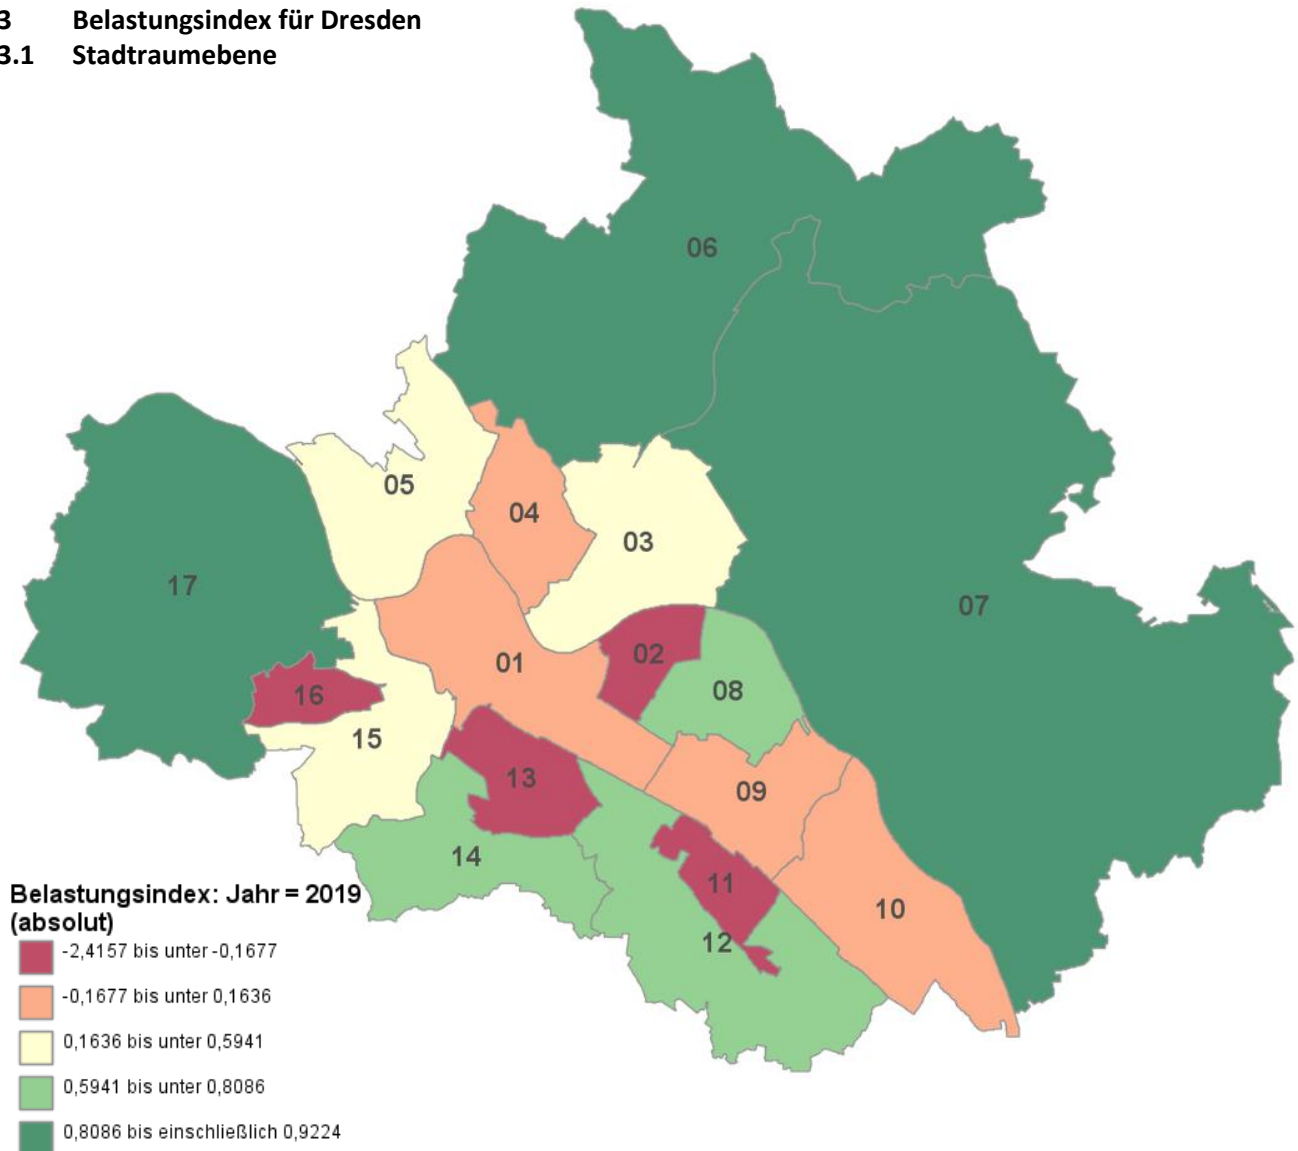 3 Belastungsindex für Dresden
3.1 Stadtraumebene
06
05
04
03
17
07
02
01
08
16
15
13
09
14
11
10
12
Belastungsindex: Jahr = 2019
(absolut)
-2,4157 bis unter -0,1677
-0,1677 bis unter 0,1636
0,1636 bis unter 0,5941
0,5941 bis unter 0,8086
0,8086 bis einschließlich 0,9224